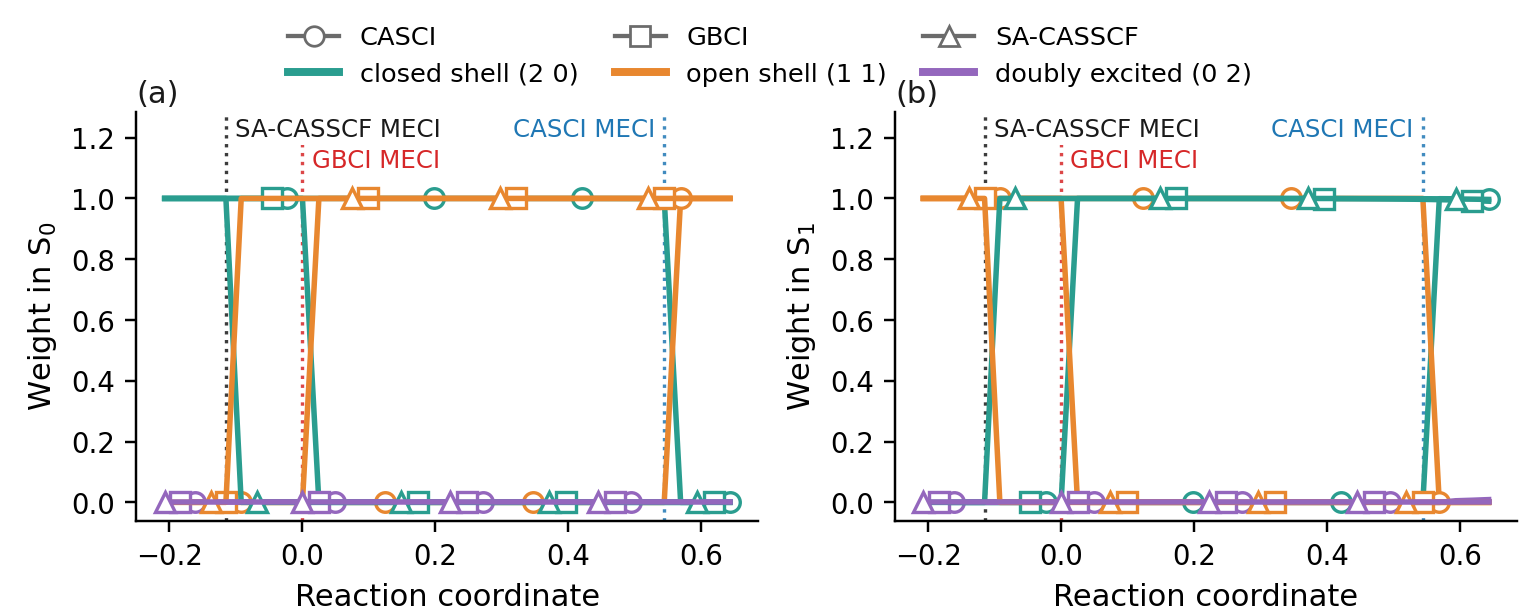 CASCI GBCI SA-CASSCF
closed shell (2 0) open shell (1 1) doubly excited (0 2)
(a)
SA-CASSCF MECI CASCI MECI
GBCI MECI
1.2
1.0
0.8
0.6
0.4
0.2
0.0
Weight in S₀
−0.2 0.0 0.2 0.4 0.6
Reaction coordinate
(b)
SA-CASSCF MECI CASCI MECI
GBCI MECI
1.2
1.0
0.8
0.6
0.4
0.2
0.0
Weight in S₁
−0.2 0.0 0.2 0.4 0.6
Reaction coordinate